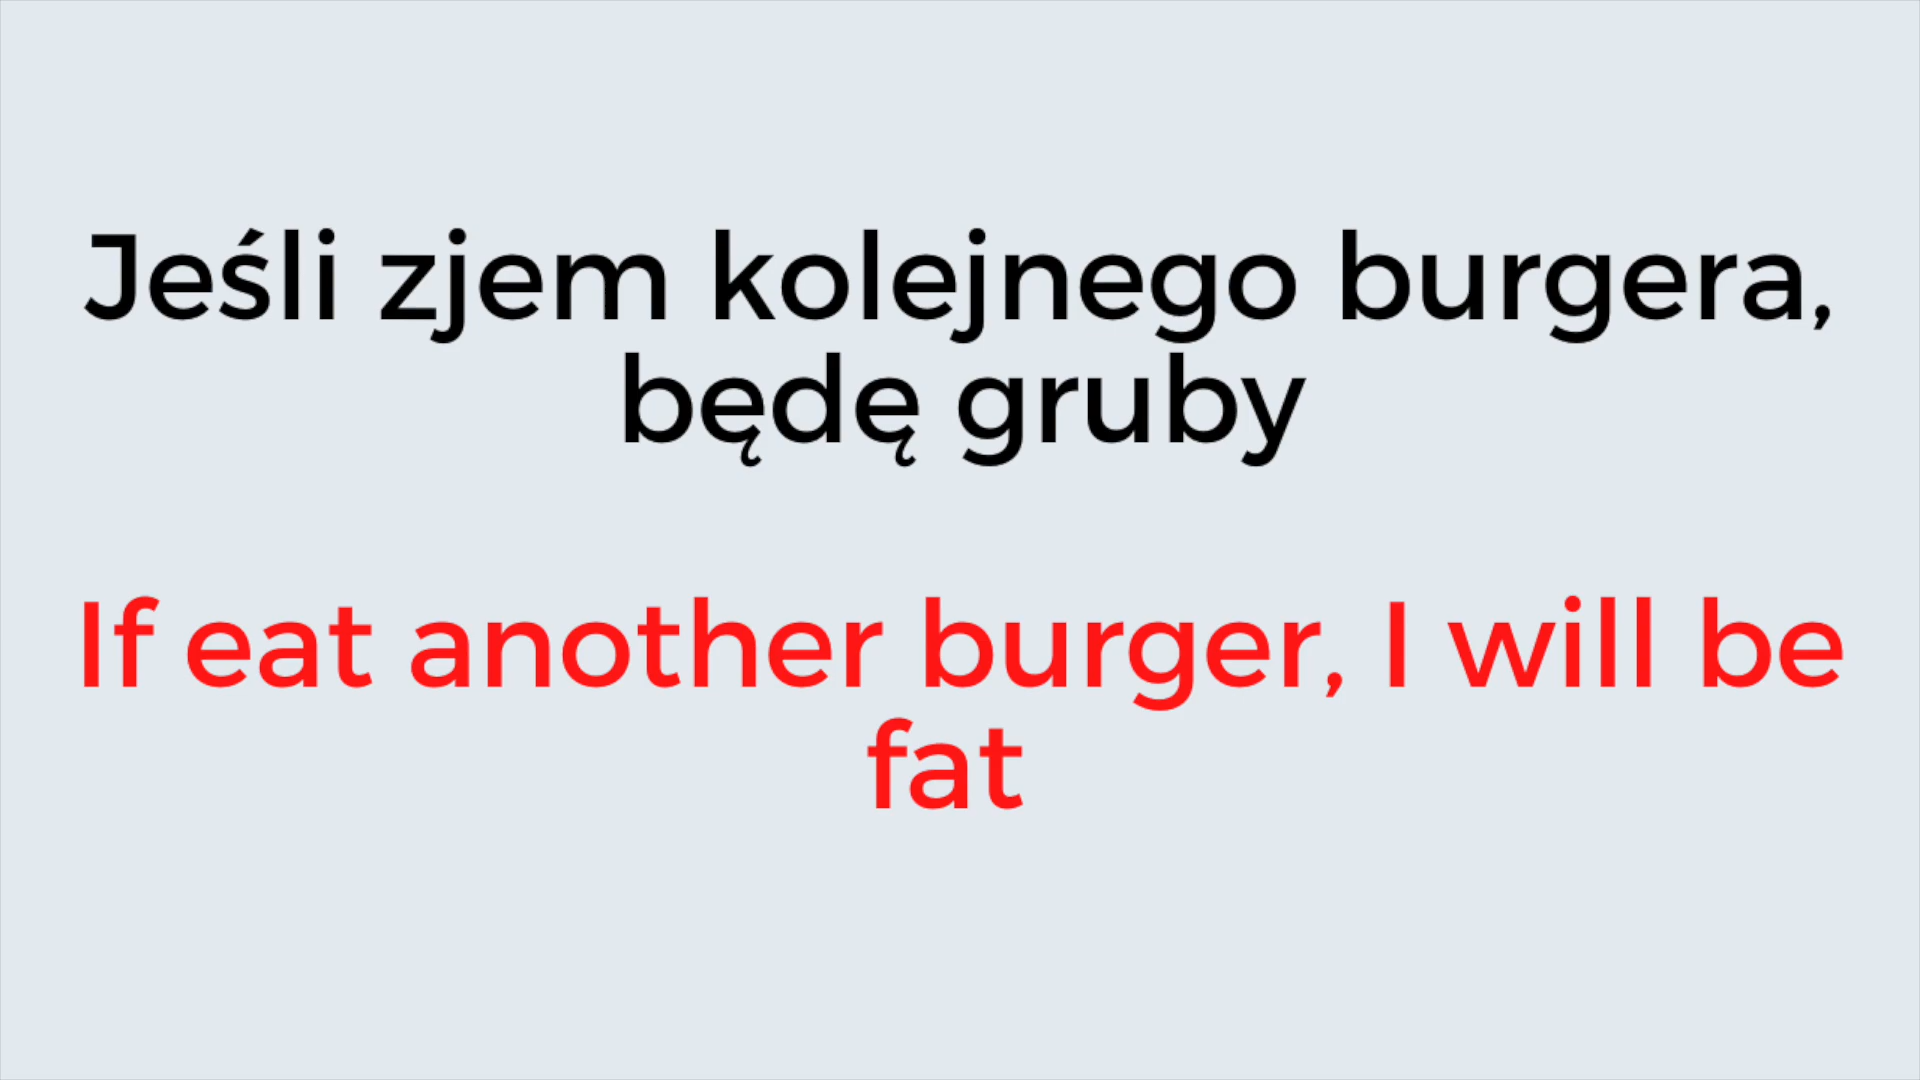 Jeśli zjem kolejnego burgera,
będę gruby
If eat another burger, I will be
fat